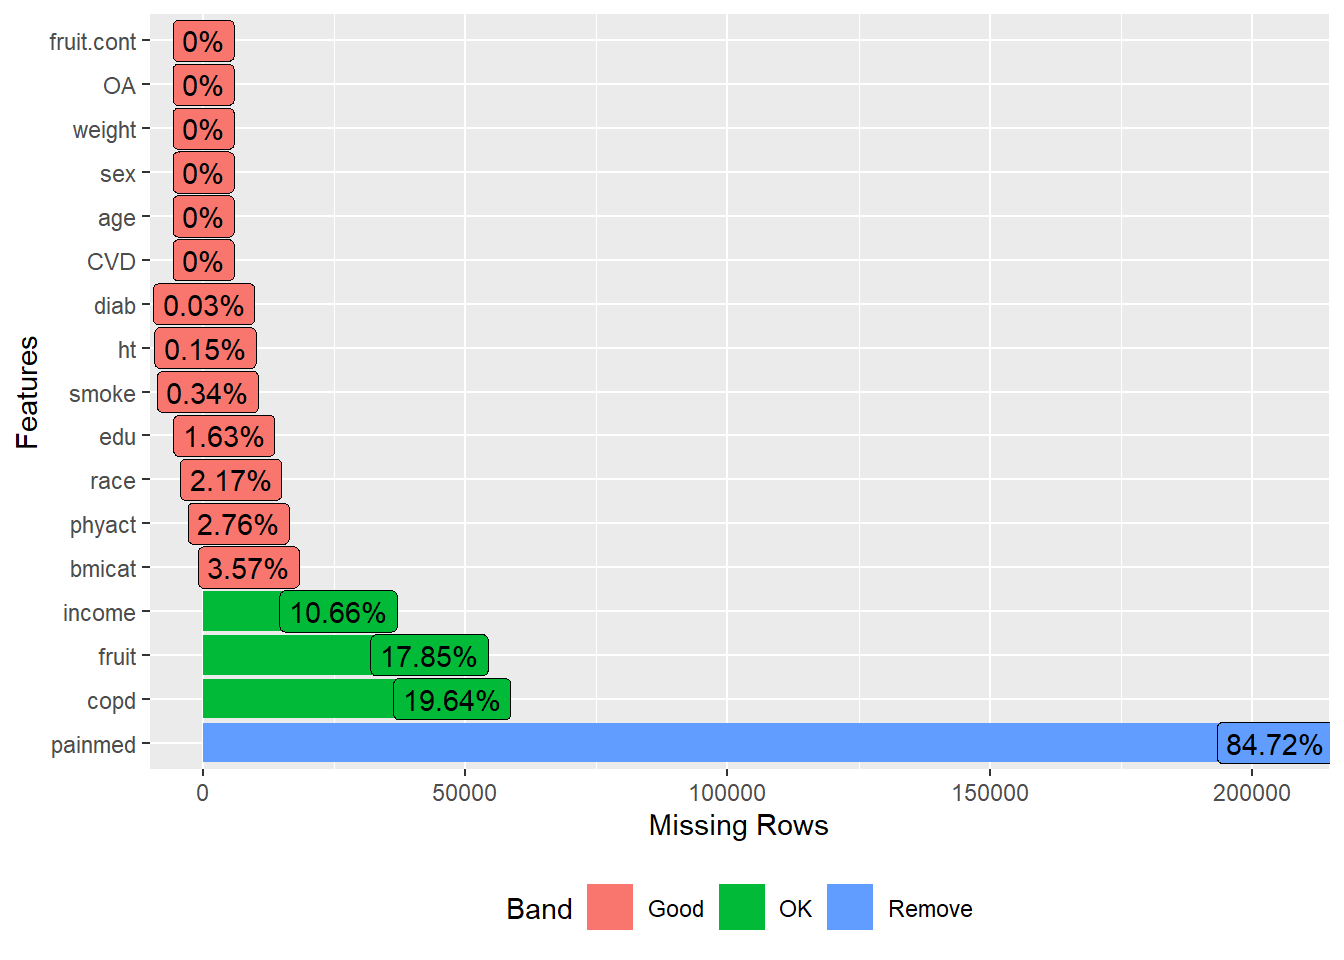 fruit.cont 0%
OA 0%
weight 0%
sex 0%
age 0%
CVD 0%
diab 0.03%
ht 0.15%
smoke 0.34%
edu 1.63%
race 2.17%
phyact 2.76%
bmicat 3.57%
income 10.66%
fruit 17.85%
copd 19.64%
painmed 84.72%
Features
0 50000 100000 150000 200000
Missing Rows
Band Good OK Remove